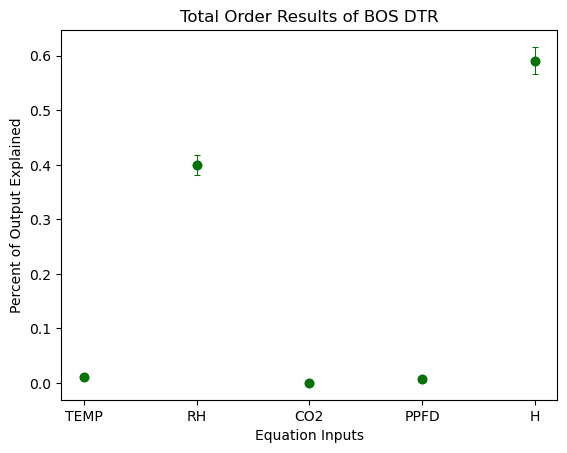 Total Order Results of BOS DTR
Percent of Output Explained
0.6
0.5
0.4
0.3
0.2
0.1
0.0
TEMP RH CO2 PPFD H
Equation Inputs